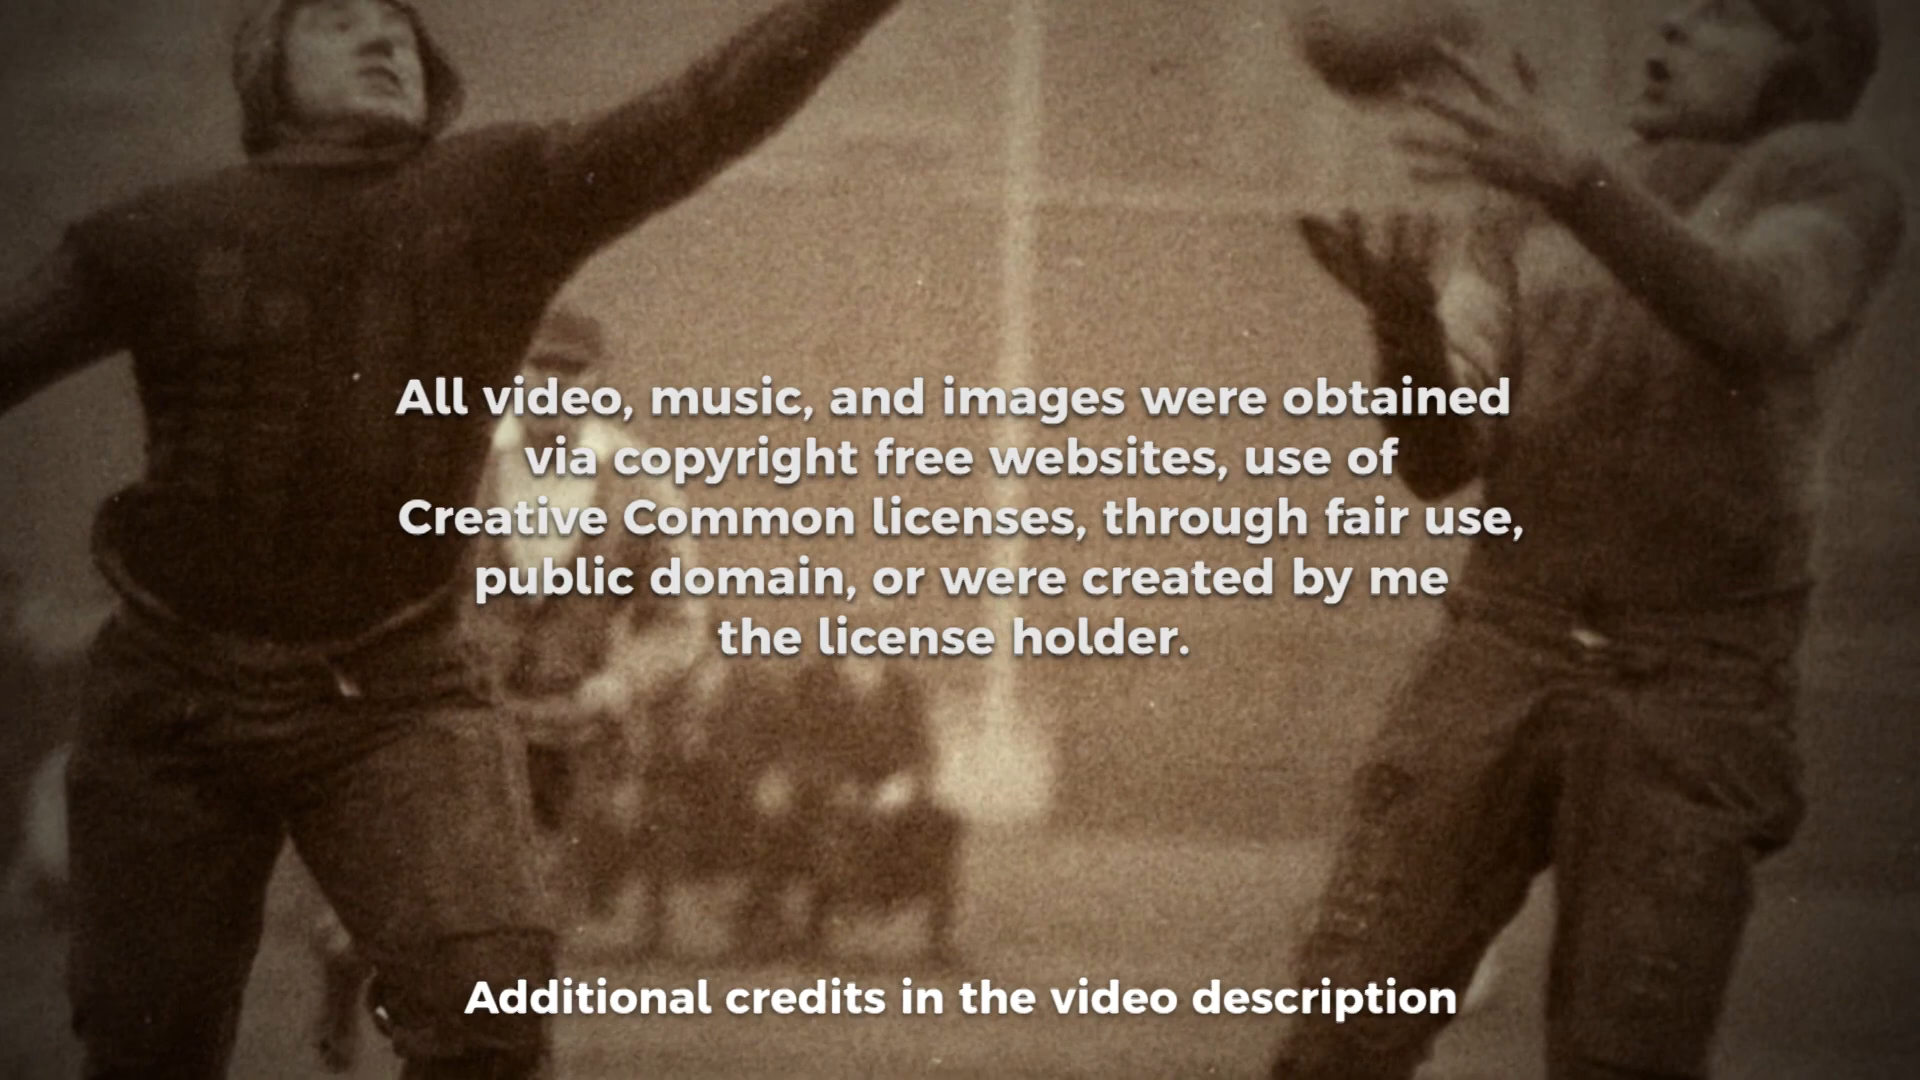 All video, music, and images were obtained
via copyright free websites, use of
Creative Common licenses, through fair use,
public domain, or were created by me
the license holder.
Additional credits in the video description